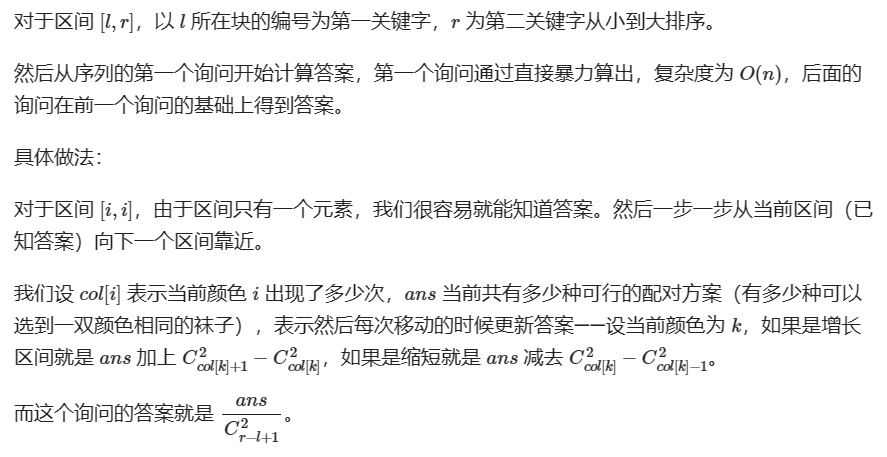 对于区间 [l, r]，以 l 所在块的编号为第一关键字，r 为第二关键字从小到大排序。
然后从序列的第一个询问开始计算答案，第一个询问通过直接暴力算出，复杂度为 O(n)，后面的
询问在前一个询问的基础上得到答案。
具体做法：
对于区间 [i, i]，由于区间只有一个元素，我们很容易就能知道答案。然后一步一步从当前区间（已
知答案）向下一个区间靠近。
我们设 col[i] 表示当前颜色 i 出现了多少次，ans 当前共有多少种可行的配对方案（有多少种可以
选到一双颜色相同的袜子），表示然后每次移动的时候更新答案——设当前颜色为 k，如果是增长
区间就是 ans 加上 C^2_{col[k]+1} − C^2_{col[k]}，如果是缩短就是 ans 减去 C^2_{col[k]} − C^2_{col[k]−1}。
而这个询问的答案就是 \frac{ans}{C^2_{r−l+1}}。